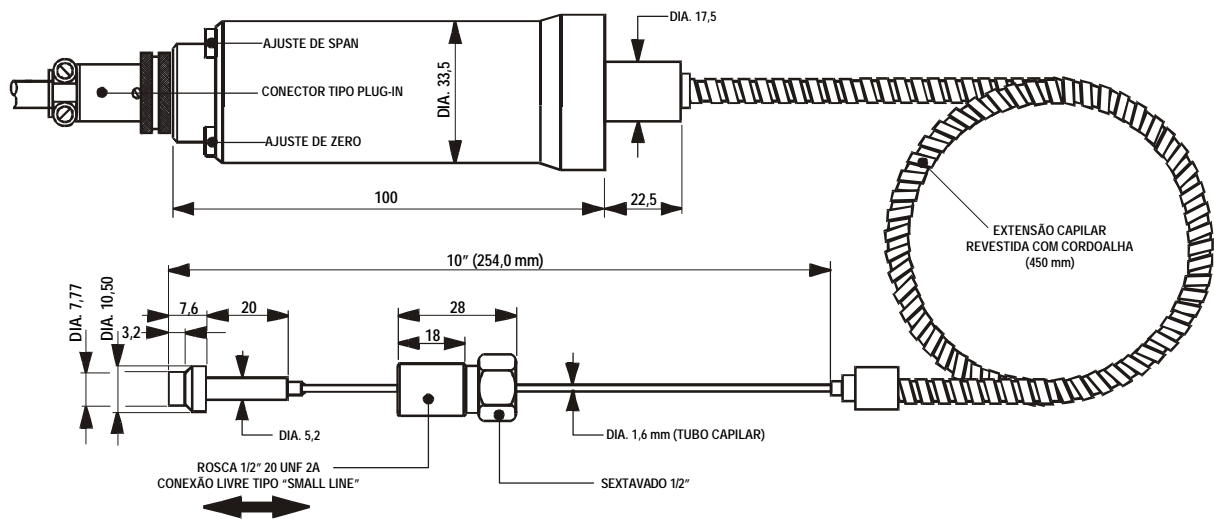 DIA. 17,5
AJUSTE DE SPAN
CONECTOR TIPO PLUG-IN
DIA. 33,5
AJUSTE DE ZERO
100
22,5
EXTENSÃO CAPILAR
REVESTIDA COM CORDOALHA
(450 mm)
10" (254,0 mm)
DIA. 7,77
DIA. 10,50
7,6
20
3,2
28
18
DIA. 5,2
DIA. 1,6 mm (TUBO CAPILAR)
ROSCA 1/2" 20 UNF 2A
CONEXÃO LIVRE TIPO "SMALL LINE"
SEXTAVADO 1/2"